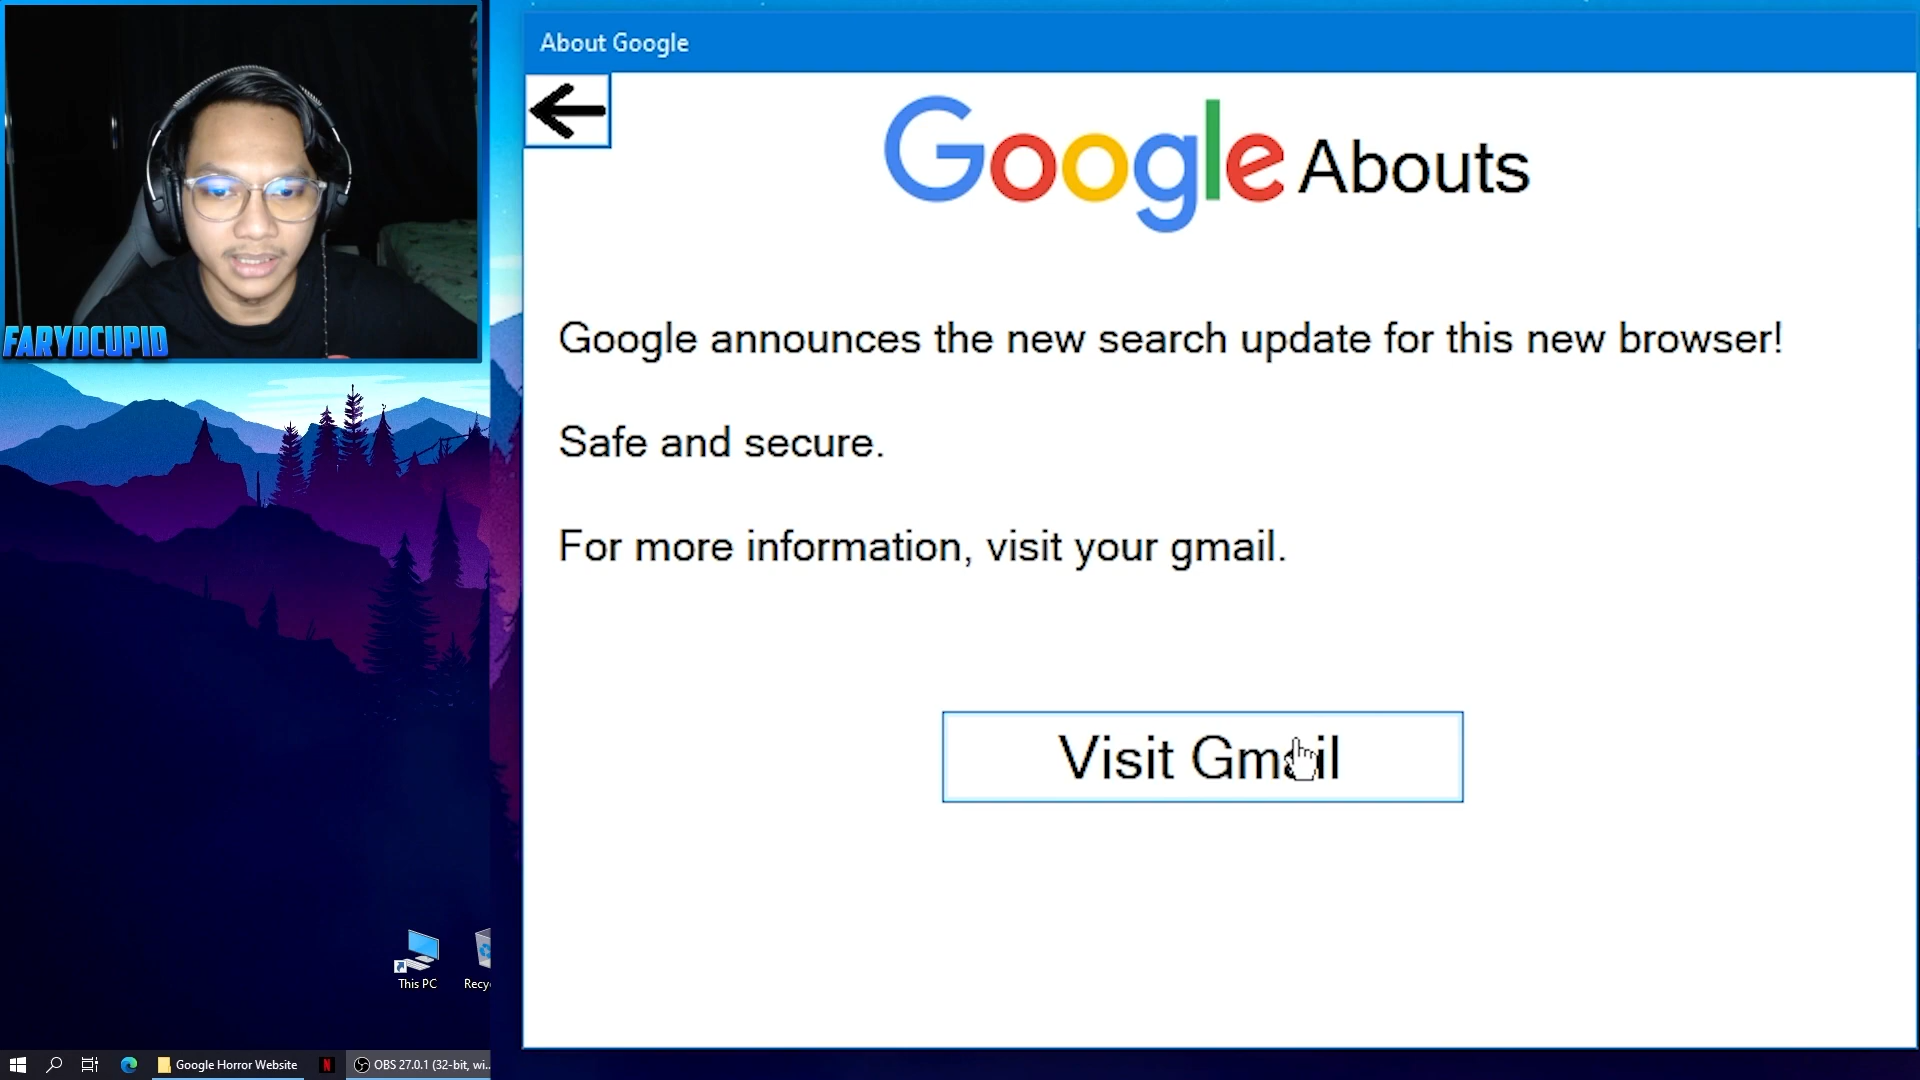 About Google
Google Abouts
FARYDCUPID
Google announces the new search update for this new browser!
Safe and secure.
For more information, visit your gmail.
Visit Gmail
This PC
Recy
Google Horror Website
N
OBS 27.0.1 (32-bit, wi...